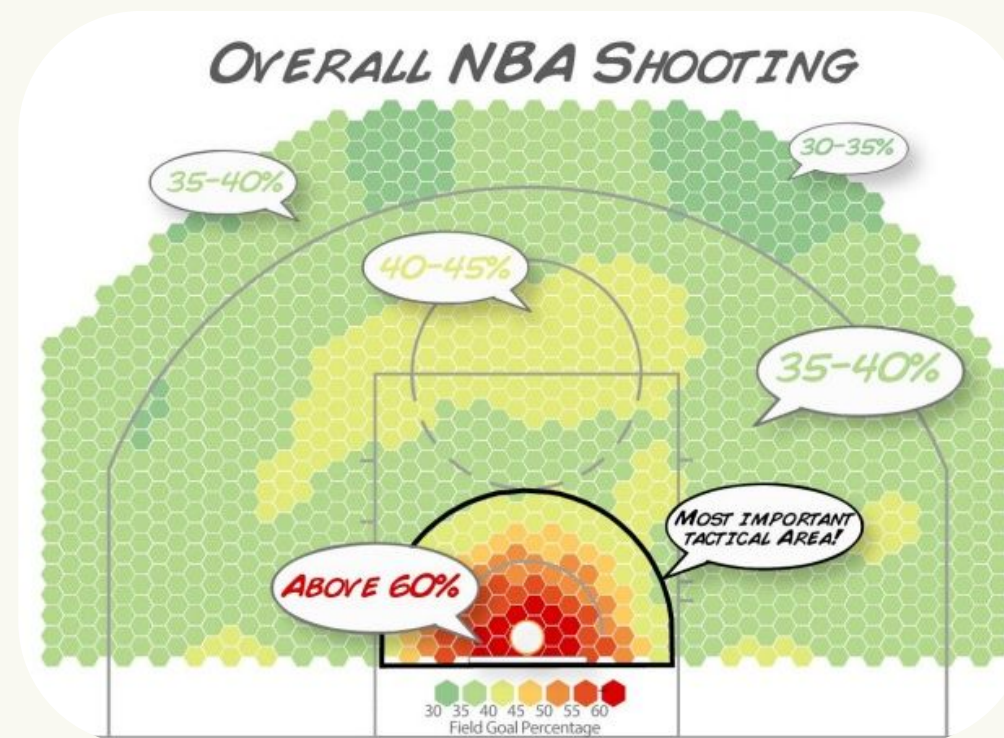 OVERALL NBA SHOOTING
30-35%
35-40%
40-45%
35-40%
MOST IMPORTANT
TACTICAL AREA!
ABOVE 60%
30 35 40 45 50 55 60
Field Goal Percentage